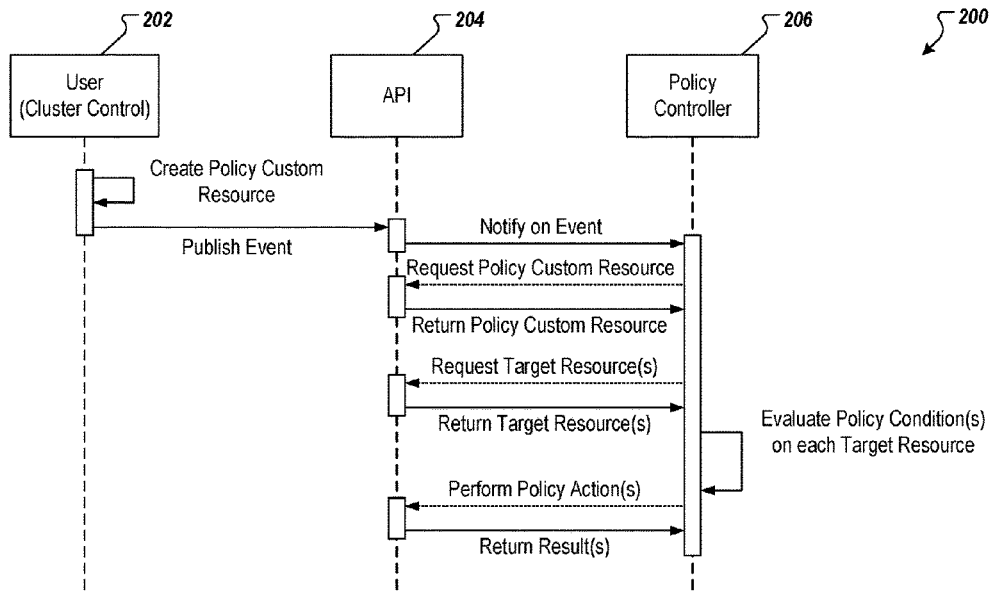 202
204
206
200
User
(Cluster Control)
API
Policy
Controller
Create Policy Custom
Resource
Publish Event
Notify on Event
Request Policy Custom Resource
Return Policy Custom Resource
Request Target Resource(s)
Return Target Resource(s)
Evaluate Policy Condition(s)
on each Target Resource
Perform Policy Action(s)
Return Result(s)